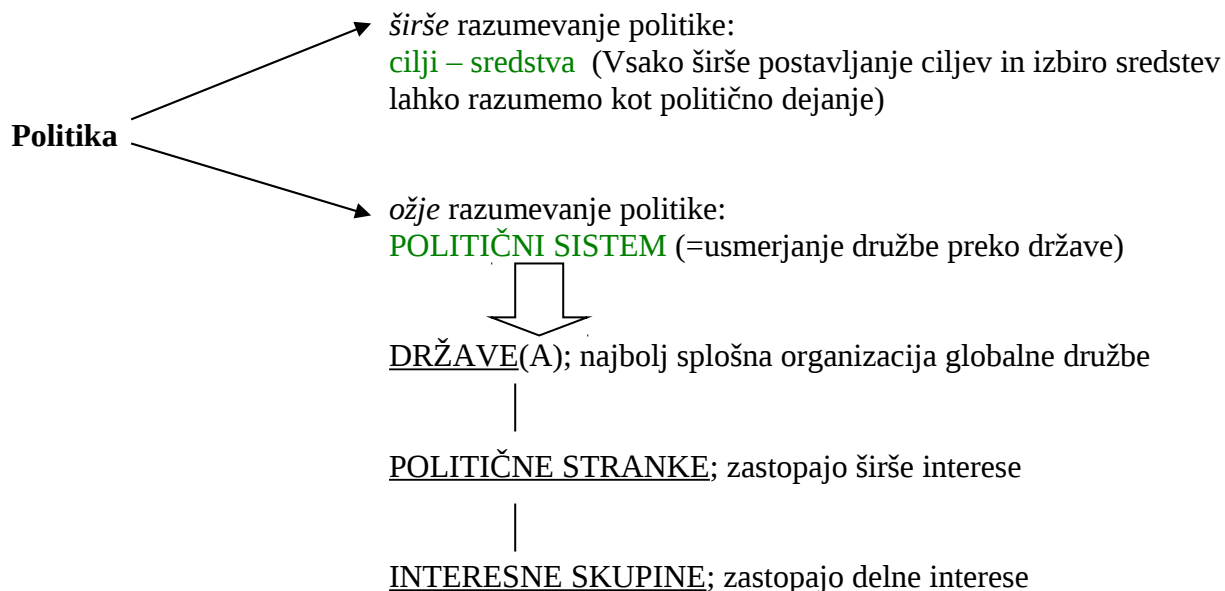 širše razumevanje politike:
cilji – sredstva  (Vsako širše postavljanje ciljev in izbiro sredstev
lahko razumemo kot politično dejanje)
Politika
ožje razumevanje politike:
POLITIČNI SISTEM (=usmerjanje družbe preko države)
DRŽAVE(A); najbolj splošna organizacija globalne družbe
POLITIČNE STRANKE; zastopajo širše interese
INTERESNE SKUPINE; zastopajo delne interese